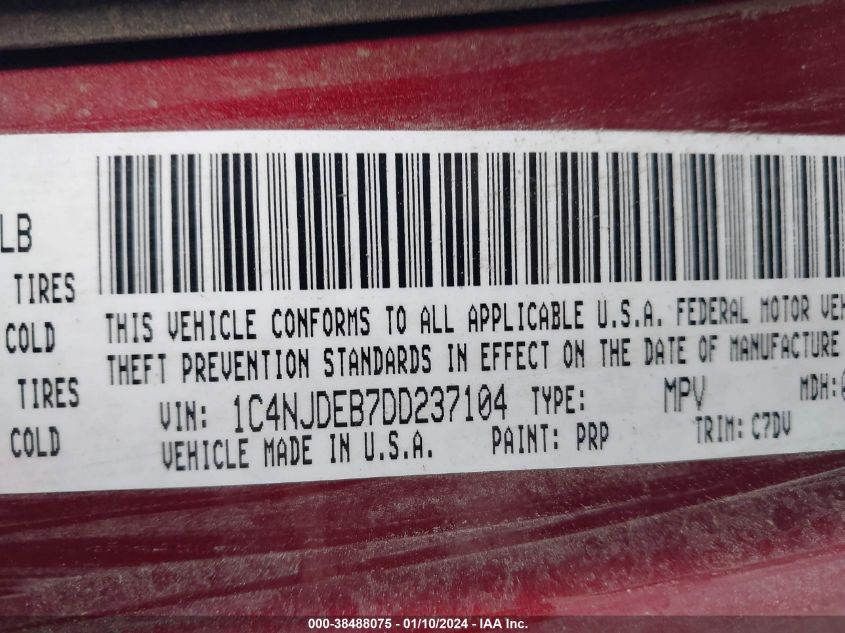 LB
TIRES
COLD
TIRES
COLD
THIS VEHICLE CONFORMS TO ALL APPLICABLE U.S.A. FEDERAL MOTOR VEH
THEFT PREVENTION STANDARDS IN EFFECT ON THE DATE OF MANUFACTURE
VIN: 1C4NJDEB7DD237104 TYPE: MPV MDH:
VEHICLE MADE IN U.S.A. PAINT: PRP TRIM: C7DV
000-38488075 - 01/10/2024 - IAA Inc.